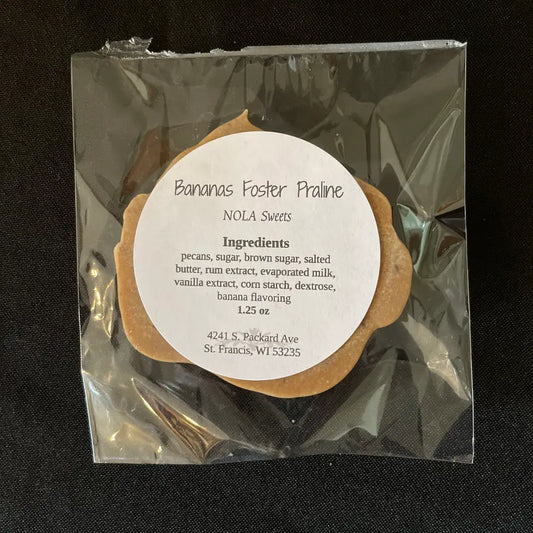 Bananas Foster Praline
NOLA Sweets
Ingredients
pecans, sugar, brown sugar, salted
butter, rum extract, evaporated milk,
vanilla extract, corn starch, dextrose,
banana flavoring
1.25 oz
4241 S. Packard Ave
St. Francis, WI 53235